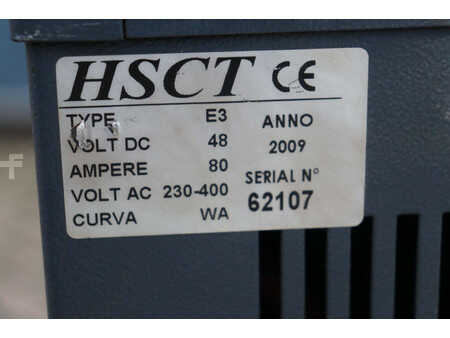 HSCT CE
TYPE E3
VOLT DC 48
AMPERE 80
VOLT AC 230-400
CURVA WA
ANNO
2009
SERIAL N°
62107